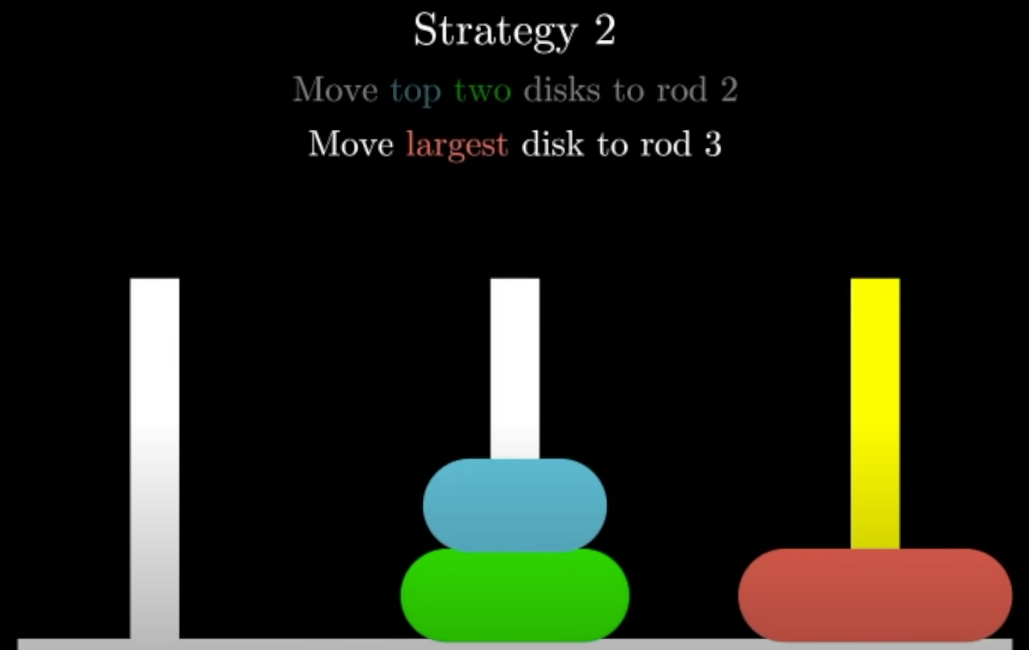 Strategy 2
Move top two disks to rod 2
Move largest disk to rod 3